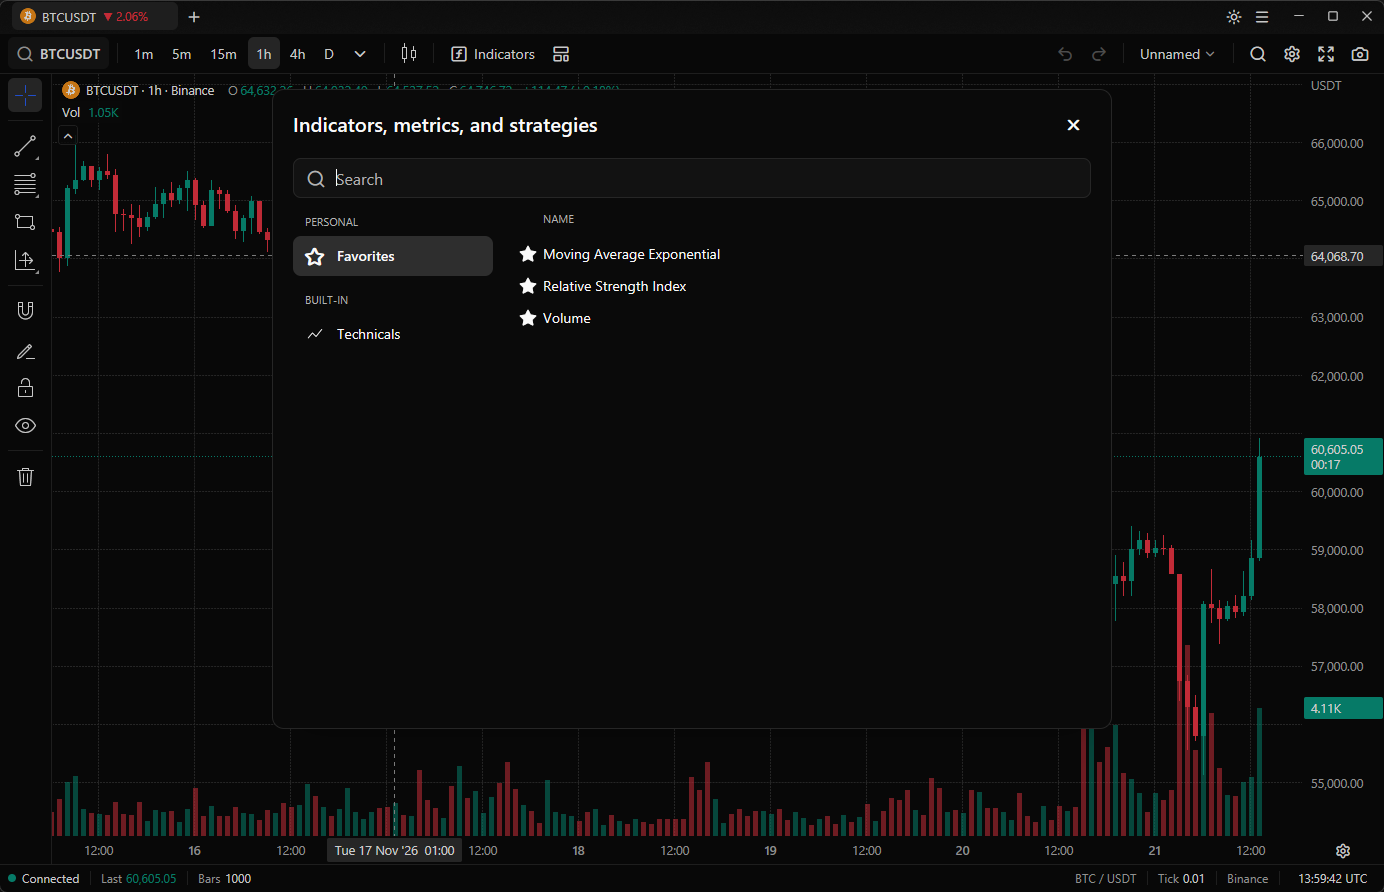 BTCUSDT ▼ 2.06%
BTCUSDT 1m 5m 15m 1h 4h D Indicators Unnamed
BTCUSDT · 1h · Binance O 64,632
Vol 1.05K
USDT
Indicators, metrics, and strategies
Search
PERSONAL
Favorites
BUILT-IN
Technicals
NAME
Moving Average Exponential
Relative Strength Index
Volume
66,000.00
65,000.00
64,068.70
63,000.00
62,000.00
60,605.05
00:17
60,000.00
59,000.00
58,000.00
57,000.00
4.11K
55,000.00
12:00 16 12:00 Tue 17 Nov '26 01:00 12:00 18 12:00 19 12:00 20 12:00 21 12:00
Connected Last 60,605.05 Bars 1000 BTC / USDT Tick 0.01 Binance 13:59:42 UTC